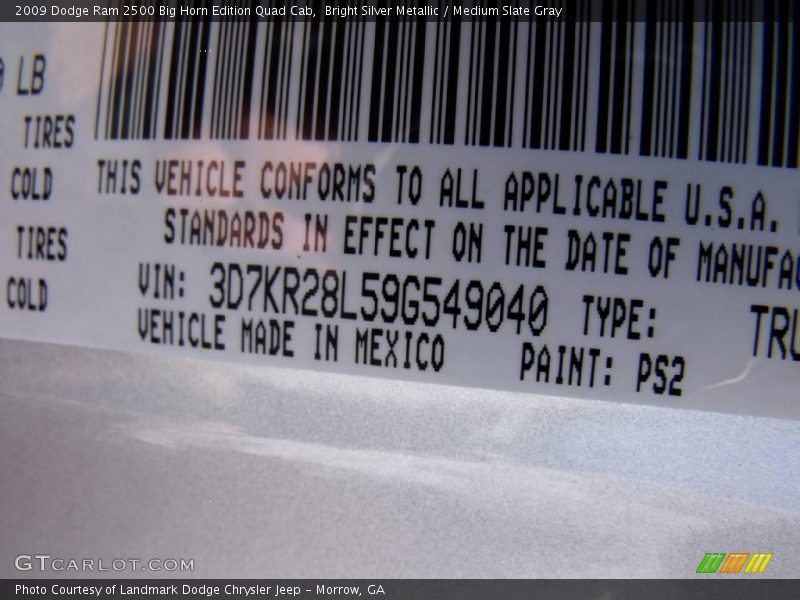 2009 Dodge Ram 2500 Big Horn Edition Quad Cab,  Bright Silver Metallic / Medium Slate Gray
LB
TIRES
COLD
TIRES
COLD
THIS VEHICLE CONFORMS TO ALL APPLICABLE U.S.A.
STANDARDS IN EFFECT ON THE DATE OF MANUFA
VIN: 3D7KR28L59G549040 TYPE: TRU
VEHICLE MADE IN MEXICO PAINT: PS2
GTCARLOT.COM
Photo Courtesy of Landmark Dodge Chrysler Jeep – Morrow, GA